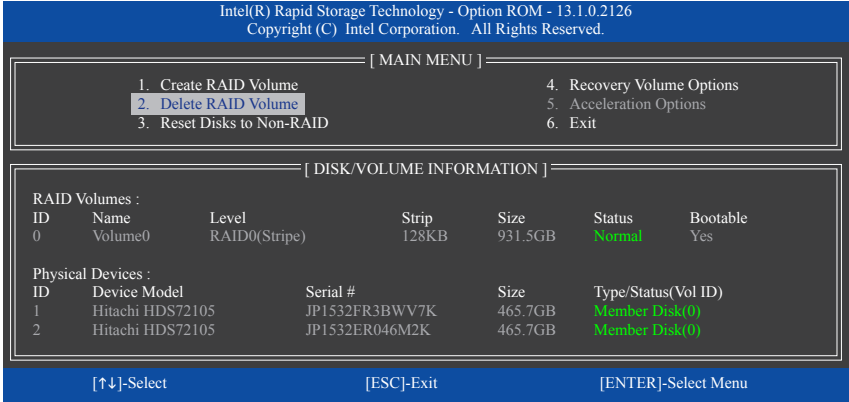 Intel(R) Rapid Storage Technology - Option ROM - 13.1.0.2126
Copyright (C) Intel Corporation. All Rights Reserved.
[ MAIN MENU ]
1. Create RAID Volume
2. Delete RAID Volume
3. Reset Disks to Non-RAID
4. Recovery Volume Options
5. Acceleration Options
6. Exit
[ DISK/VOLUME INFORMATION ]
RAID Volumes :
ID Name Level Strip Size Status Bootable
0 Volume0 RAID0(Stripe) 128KB 931.5GB Normal Yes
Physical Devices :
ID Device Model Serial # Size Type/Status(Vol ID)
1 Hitachi HDS72105 JP1532FR3BWV7K 465.7GB Member Disk(0)
2 Hitachi HDS72105 JP1532ER046M2K 465.7GB Member Disk(0)
[↑↓]-Select [ESC]-Exit [ENTER]-Select Menu